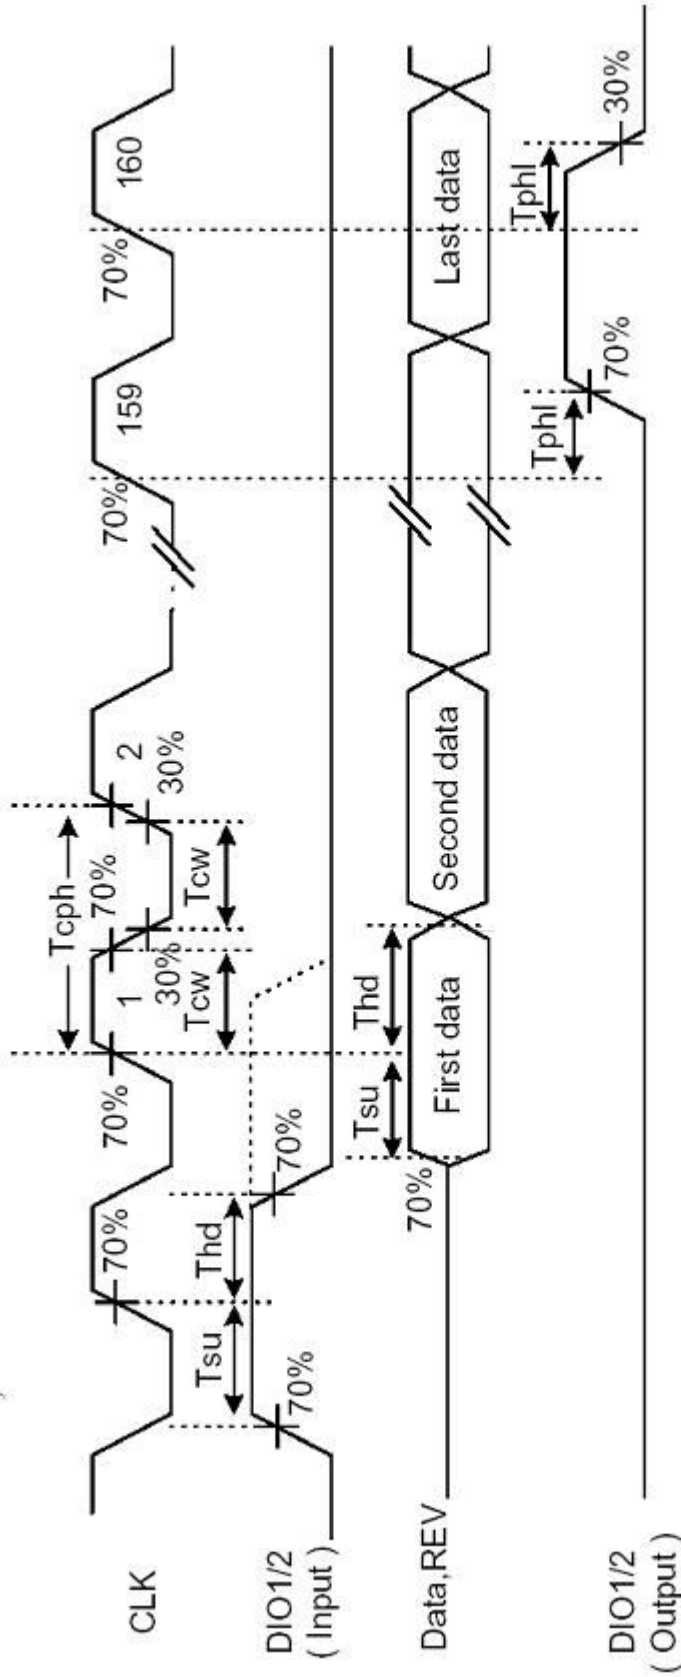 CLK
70%
70%
1
30%
Tcph
70%
2
30%
70%
159
70%
160
Tcw
Tcw
DIO1/2
( Input )
Tsu
Thd
70%
70%
Data,REV
70%
Tsu
Thd
First data
Second data
Last data
DIO1/2
( Output )
Tphl
70%
Tphl
30%